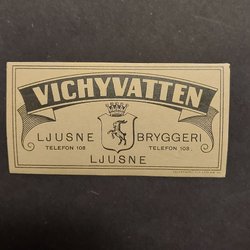 VICHYVATTEN
LJUSNE BRYGGERI
TELEFON 108 TELEFON 108
LJUSNE